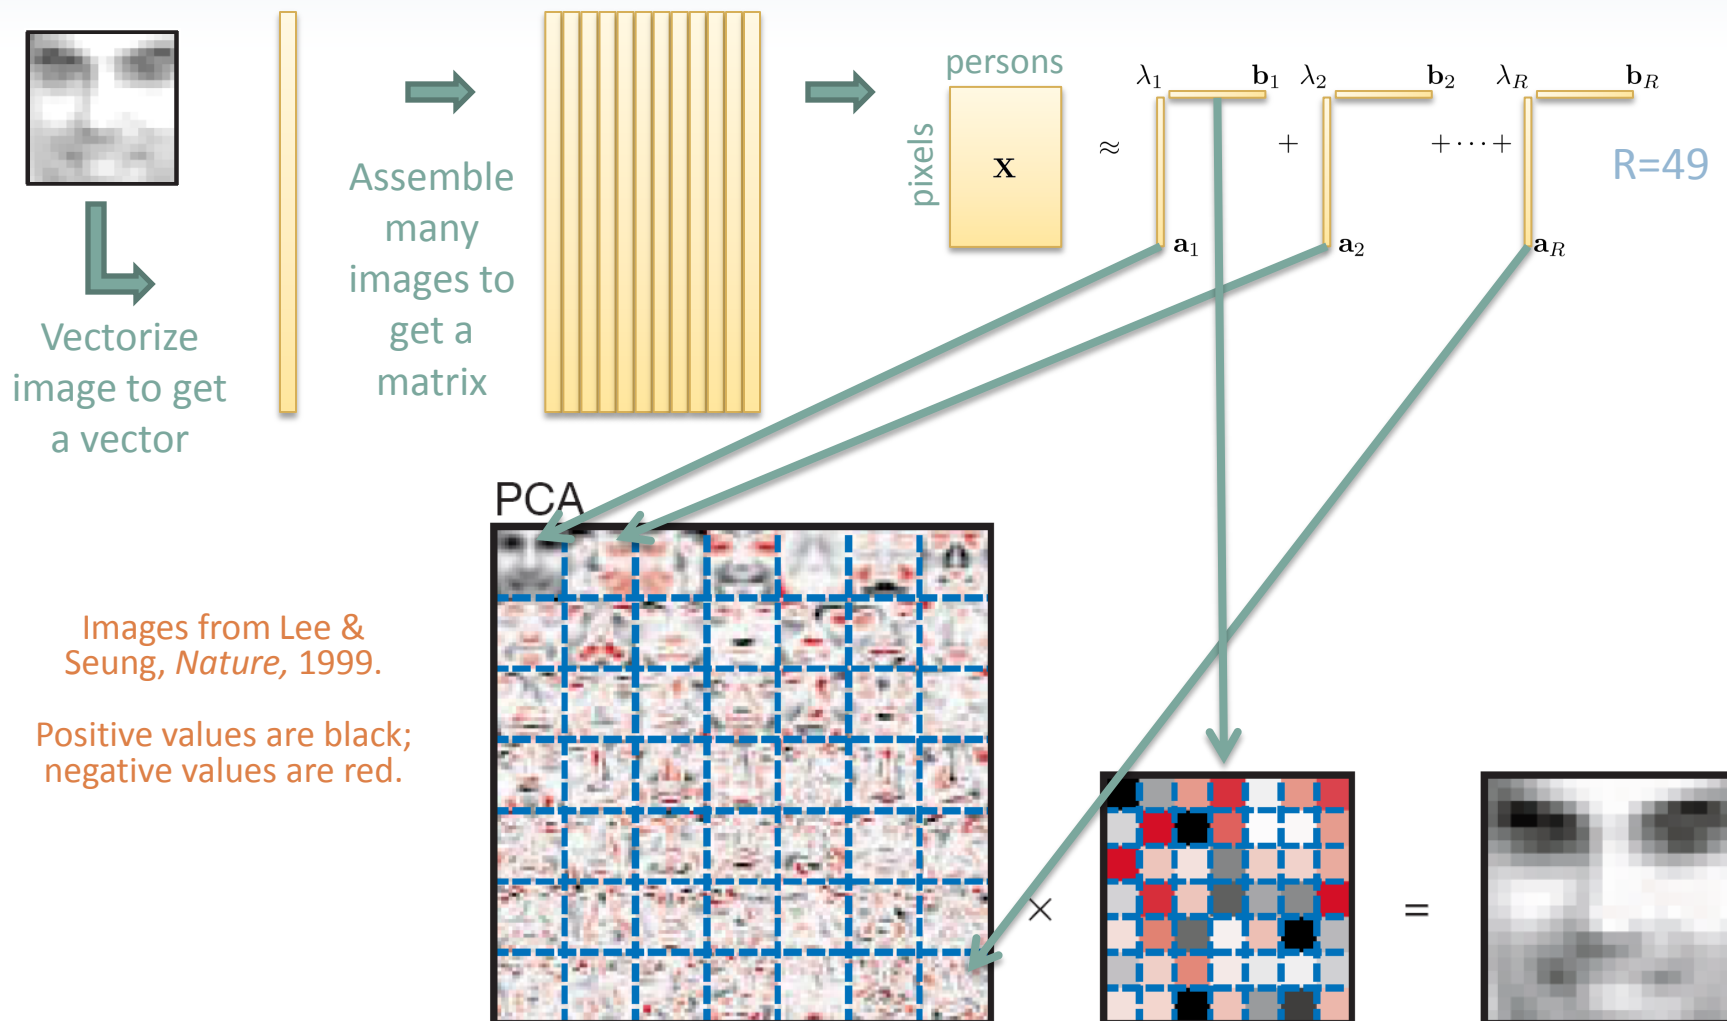 Vectorize
image to get
a vector
Assemble
many
images to
get a
matrix
persons
pixels
X
≈
λ1 b1
a1
+
λ2 b2
a2
+ · · · +
λR bR
aR
R=49
PCA
Images from Lee &
Seung, Nature, 1999.
Positive values are black;
negative values are red.
×
=